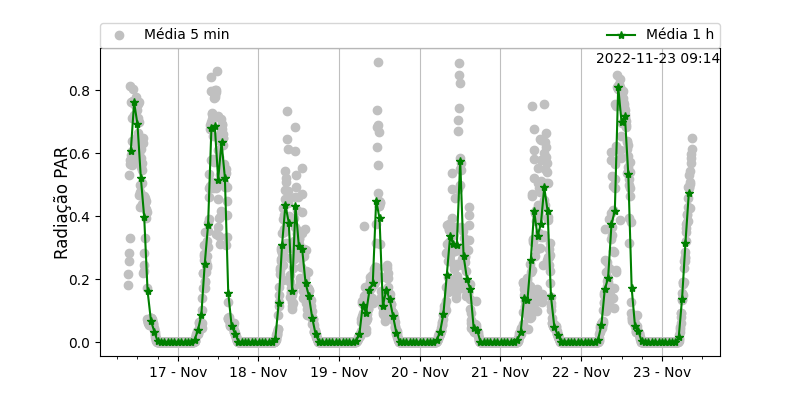 Média 5 min
Média 1 h
2022-11-23 09:14
Radiação PAR
0.8
0.6
0.4
0.2
0.0
17 - Nov
18 - Nov
19 - Nov
20 - Nov
21 - Nov
22 - Nov
23 - Nov